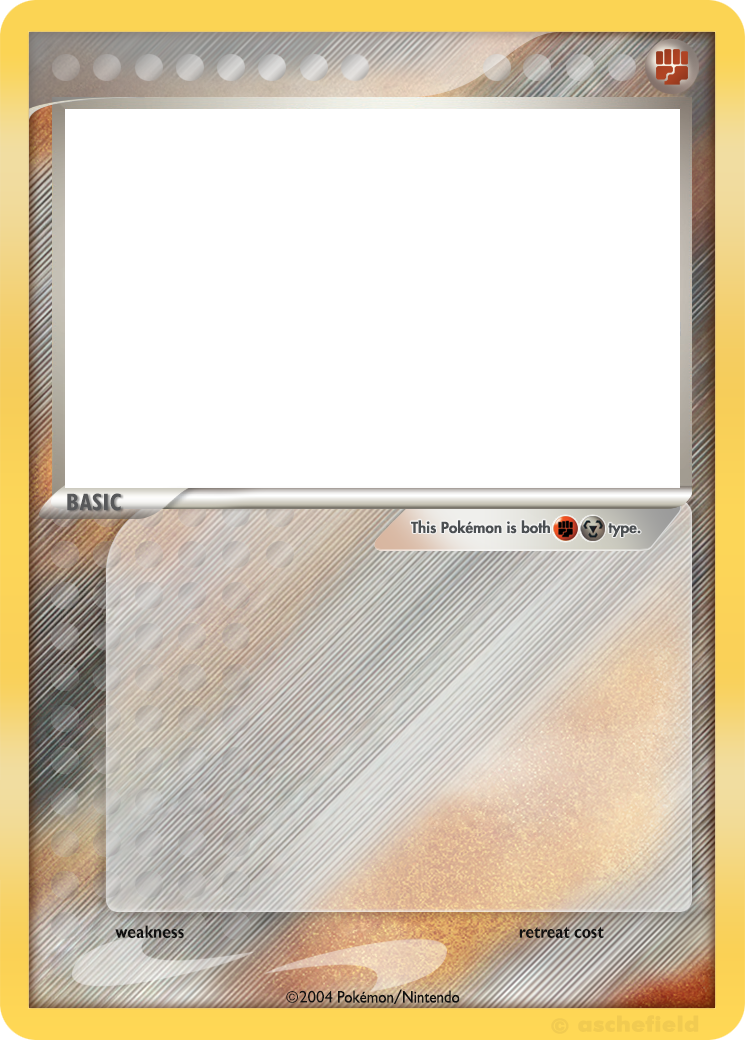 BASIC
This Pokémon is both type.
weakness
retreat cost
©2004 Pokémon/Nintendo
© aschefield